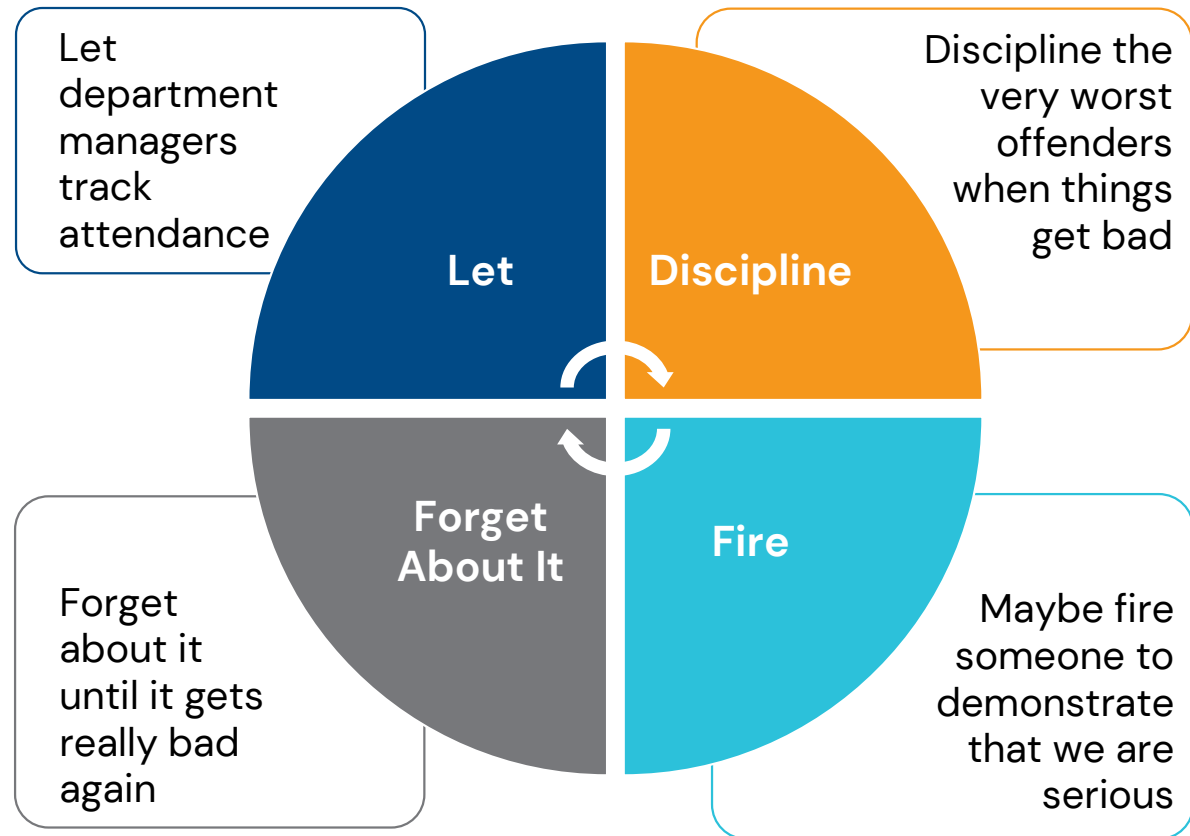 Let
department
managers
track
attendance
Let
Discipline the
very worst
offenders
when things
get bad
Discipline
Forget
About It
Forget
about it
until it gets
really bad
again
Fire
Maybe fire
someone to
demonstrate
that we are
serious